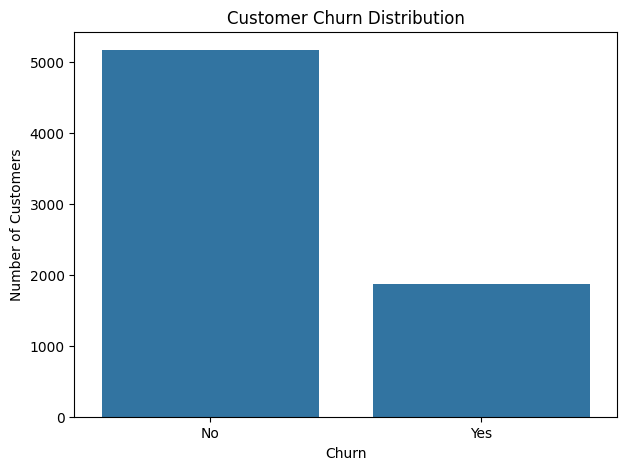 Customer Churn Distribution
Number of Customers
5000
4000
3000
2000
1000
0
No
Yes
Churn